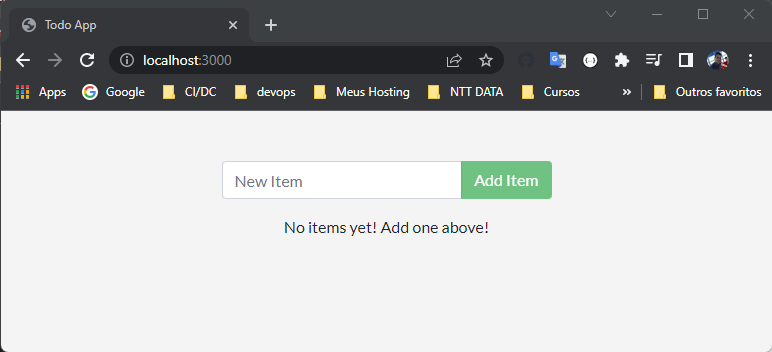 Todo App
localhost:3000
Apps Google CI/DC devops Meus Hosting NTT DATA Cursos » Outros favoritos
New Item Add Item
No items yet! Add one above!